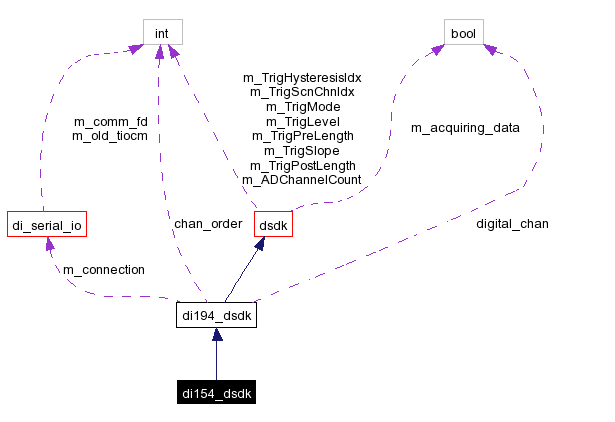 int
bool
m_TrigHysteresisIdx
m_TrigScnChnIdx
m_TrigMode
m_TrigLevel
m_TrigPreLength
m_TrigSlope
m_TrigPostLength
m_ADChannelCount
m_comm_fd
m_old_tiocm
m_acquiring_data
di_serial_io
chan_order
dsdk
digital_chan
m_connection
di194_dsdk
di154_dsdk